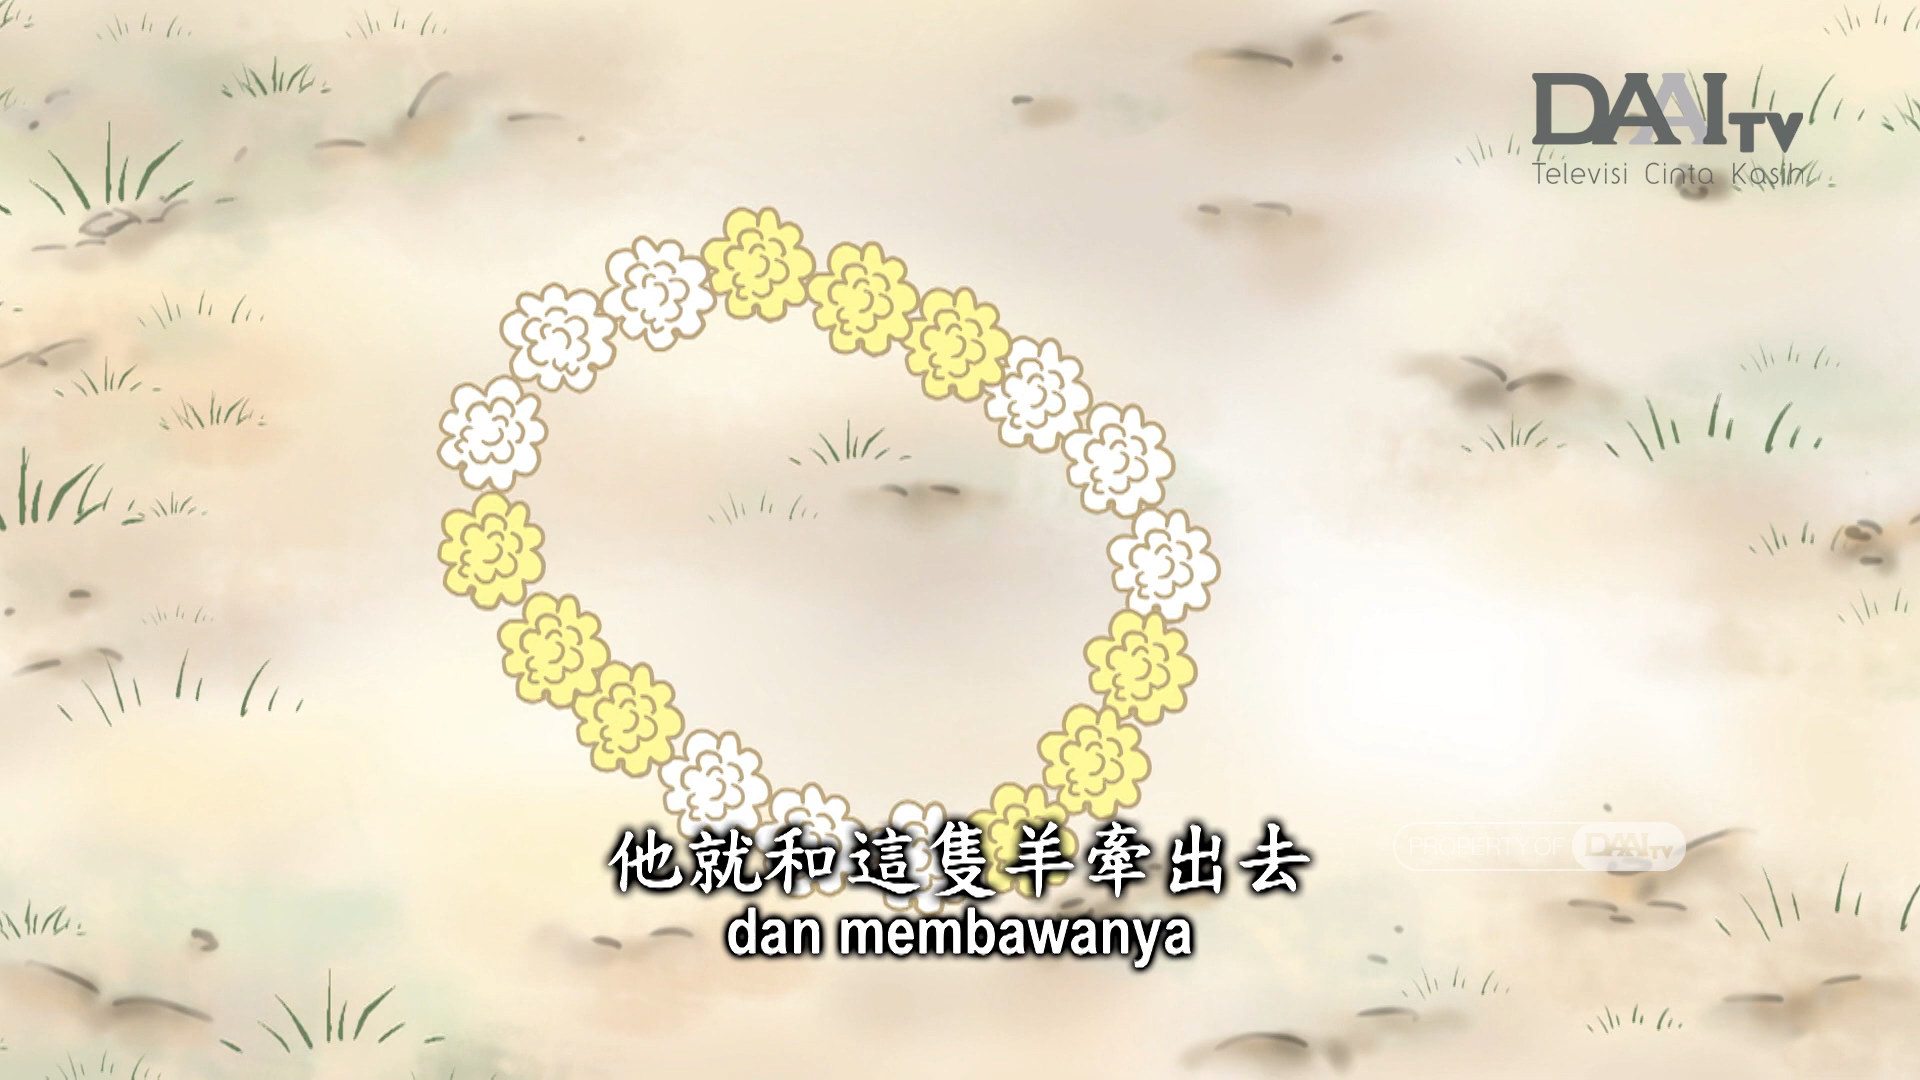 DAAI TV
Televisi Cinta Kasih
PROPERTY OF DAAI TV
他就和這隻羊牽出去
dan membawanya